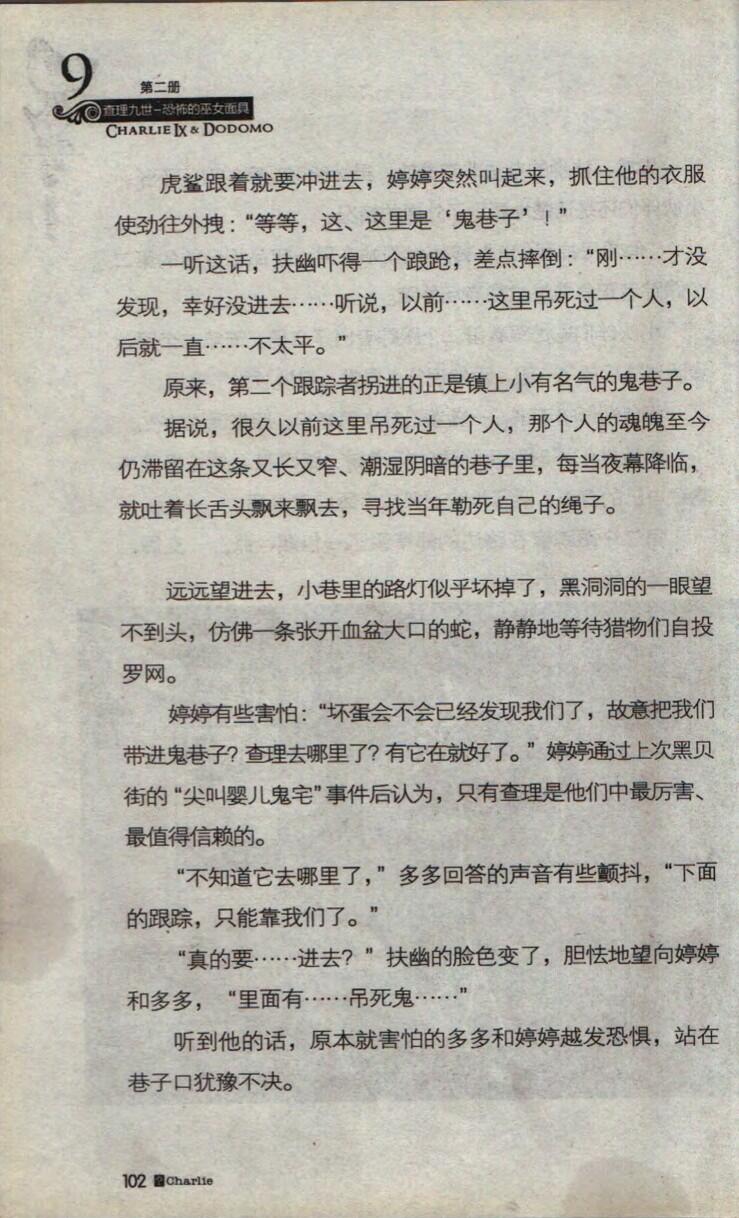 9
第二册
查理九世-恐怖的巫女面具
CHARLIE IX & DODOMO
虎鲨跟着就要冲进去，婷婷突然叫起来，抓住他的衣服
使劲往外拽：“等等，这、这里是‘鬼巷子’！”
一听这话，扶幽吓得一个踉跄，差点摔倒：“刚……才没
发现，幸好没进去……听说，以前……这里吊死过一个人，以
后就一直……不太平。”
原来，第二个跟踪者拐进的正是镇上小有名气的鬼巷子。
据说，很久以前这里吊死过一个人，那个人的魂魄至今
仍滞留在这条又长又窄、潮湿阴暗的巷子里，每当夜幕降临，
就吐着长舌头飘来飘去，寻找当年勒死自己的绳子。
远远望进去，小巷里的路灯似乎坏掉了，黑洞洞的一眼望
不到头，仿佛一条张开血盆大口的蛇，静静地等待猎物们自投
罗网。
婷婷有些害怕：“坏蛋会不会已经发现我们了，故意把我们
带进鬼巷子？查理去哪里了？有它在就好了。”婷婷通过上次黑贝
街的“尖叫婴儿鬼宅”事件后认为，只有查理是他们中最厉害、
最值得信赖的。
“不知道它去哪里了，”多多回答的声音有些颤抖，“下面
的跟踪，只能靠我们了。”
“真的要……进去？”扶幽的脸色变了，胆怯地望向婷婷
和多多，“里面有……吊死鬼……”
听到他的话，原本就害怕的多多和婷婷越发恐惧，站在
巷子口犹豫不决。
102 Charlie